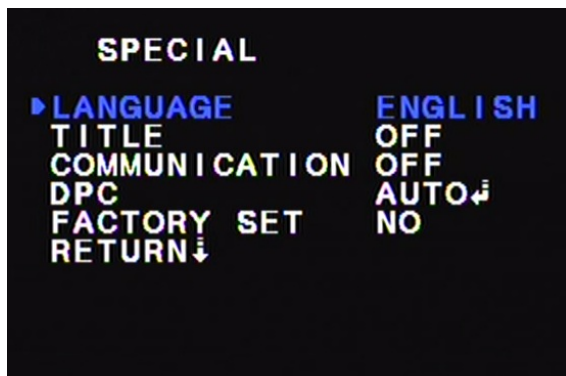 SPECIAL
LANGUAGE ENGLISH
TITLE OFF
COMMUNICATION OFF
DPC AUTO↲
FACTORY SET NO
RETURN↓